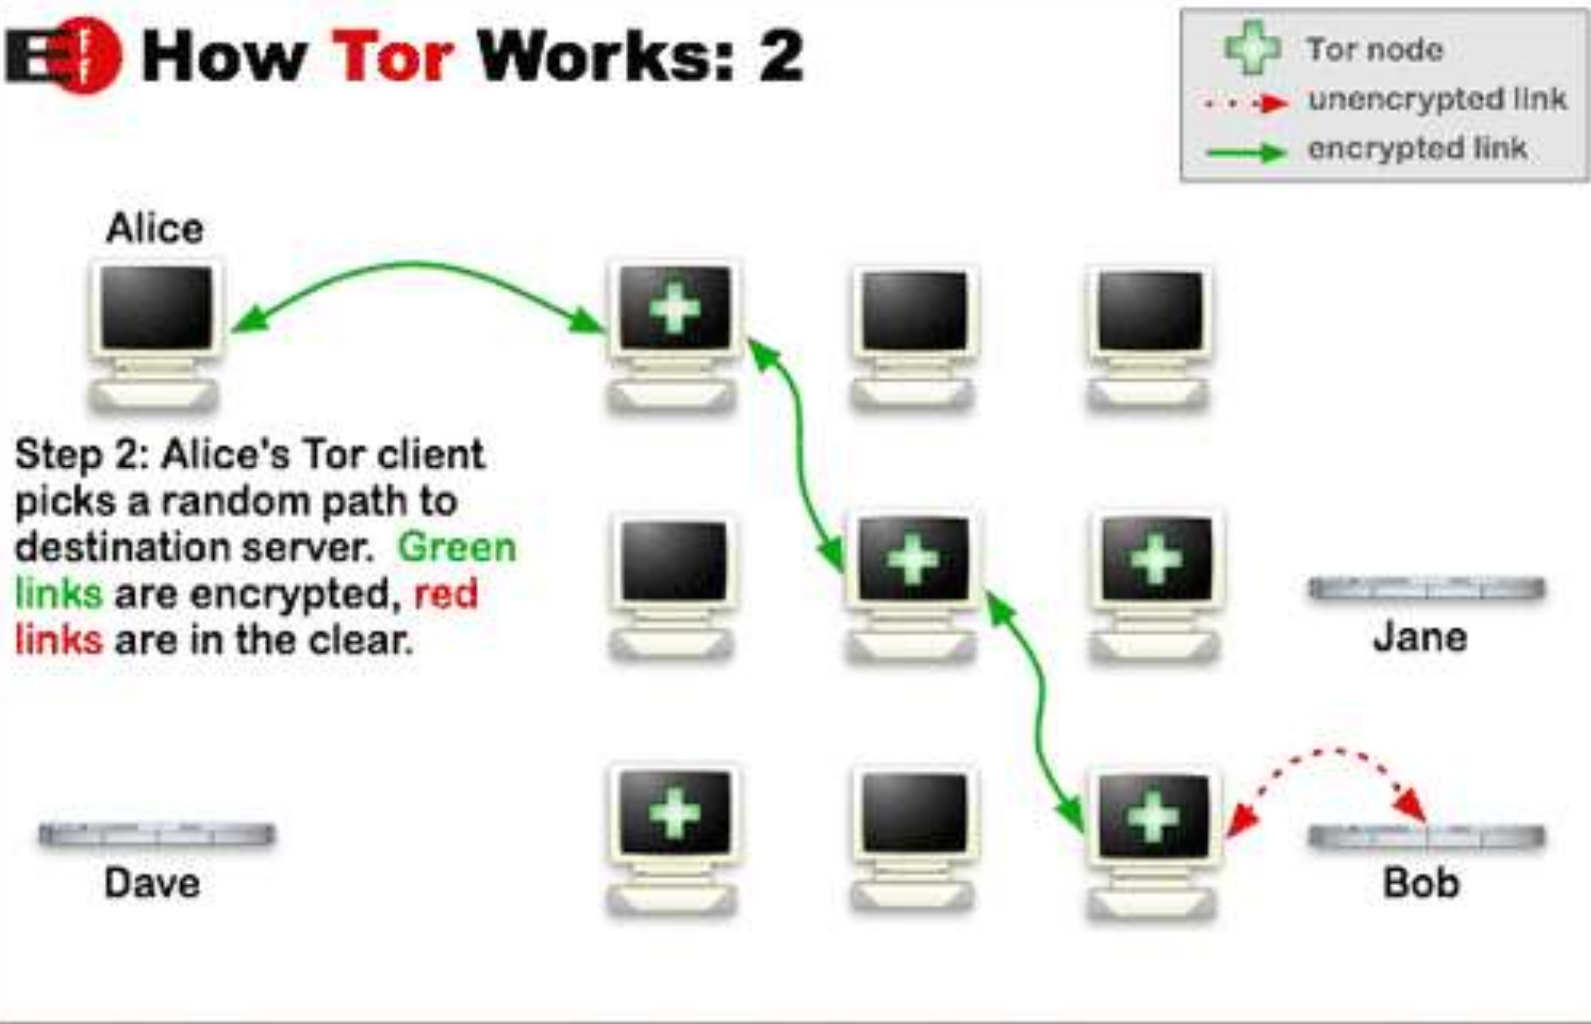 EFF How Tor Works: 2
Tor node
unencrypted link
encrypted link
Alice
Step 2: Alice's Tor client
picks a random path to
destination server. Green
links are encrypted, red
links are in the clear.
Jane
Dave
Bob